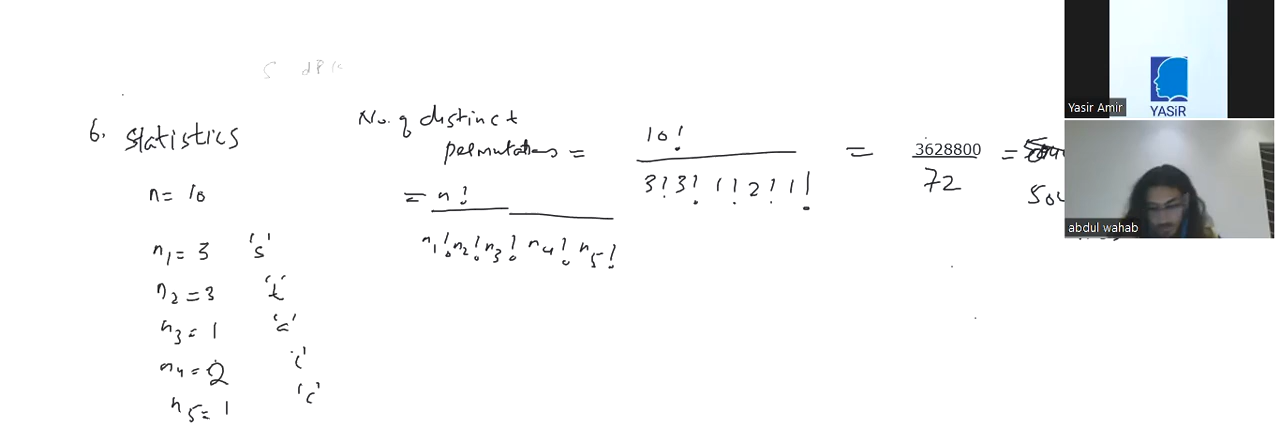 6. statistics
n = 10
n1 = 3 's'
n2 = 3 't'
n3 = 1 'a'
n4 = 2 'i'
n5 = 1 'c'
No. of distinct
permutations = 10! / 3! 3! 1! 2! 1! = 3628800 / 72 =
= n! / n1! n2! n3! n4! n5!
Yasir Amir
YASiR
abdul wahab